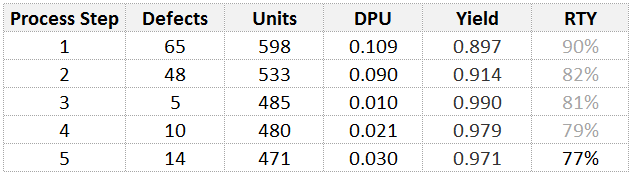 Process Step Defects Units DPU Yield RTY
1 65 598 0.109 0.897 90%
2 48 533 0.090 0.914 82%
3 5 485 0.010 0.990 81%
4 10 480 0.021 0.979 79%
5 14 471 0.030 0.971 77%